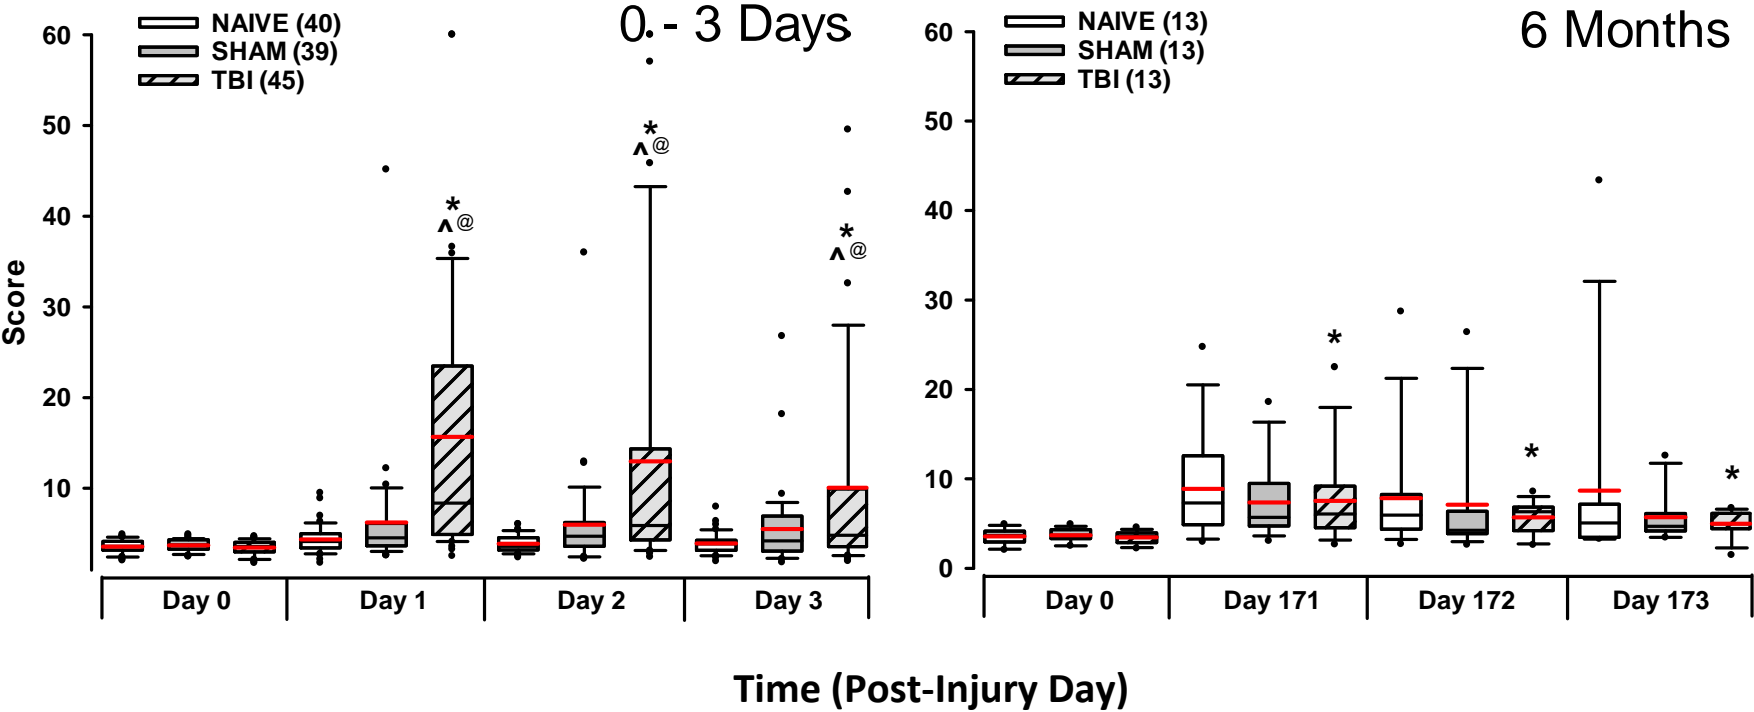 NAIVE (40)
SHAM (39)
TBI (45)
0 - 3 Days
60
50
40
30
20
10
Score
*
^@
*
^@
*
^@
Day 0
Day 1
Day 2
Day 3
NAIVE (13)
SHAM (13)
TBI (13)
6 Months
60
50
40
30
20
10
0
*
*
*
Day 0
Day 171
Day 172
Day 173
Time (Post-Injury Day)